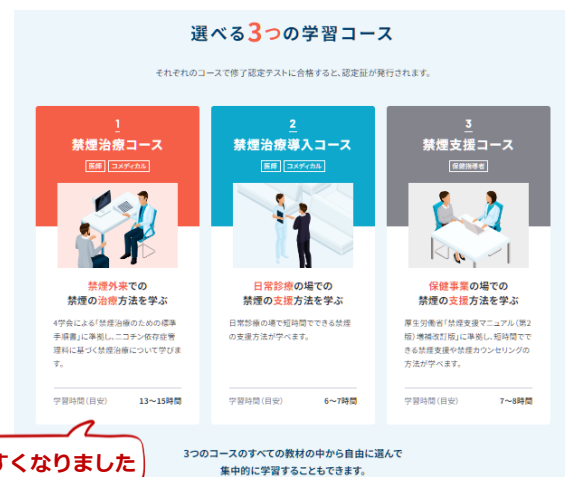 選べる3つの学習コース
それぞれのコースで修了認定テストに合格すると、認定証が発行されます。
1
禁煙治療コース
医師 コメディカル
禁煙外来での
禁煙の治療方法を学ぶ
4学会による「禁煙治療のための標準
手順書」に準拠し、ニコチン依存症管
理料に基づく禁煙治療について学びま
す。
学習時間(目安) 13〜15時間
2
禁煙治療導入コース
医師 コメディカル
日常診療の場での
禁煙の支援方法を学ぶ
日常診療の場で短時間でできる禁煙
の支援方法が学べます。
学習時間(目安) 6〜7時間
3
禁煙支援コース
保健指導者
保健事業の場での
禁煙の支援方法を学ぶ
厚生労働省「禁煙支援マニュアル(第2
版)増補改訂版」に準拠し、短時間ででき
る禁煙支援や禁煙カウンセリングの
方法が学べます。
学習時間(目安) 7〜8時間
すくなりました
3つのコースのすべての教材の中から自由に選んで
集中的に学習することもできます。